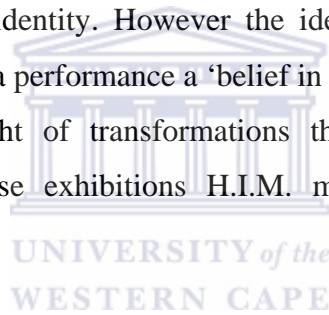 identity. However the ide
a performance a ‘belief in
ht of transformations th
se exhibitions H.I.M. m
UNIVERSITY of the
WESTERN CAPE